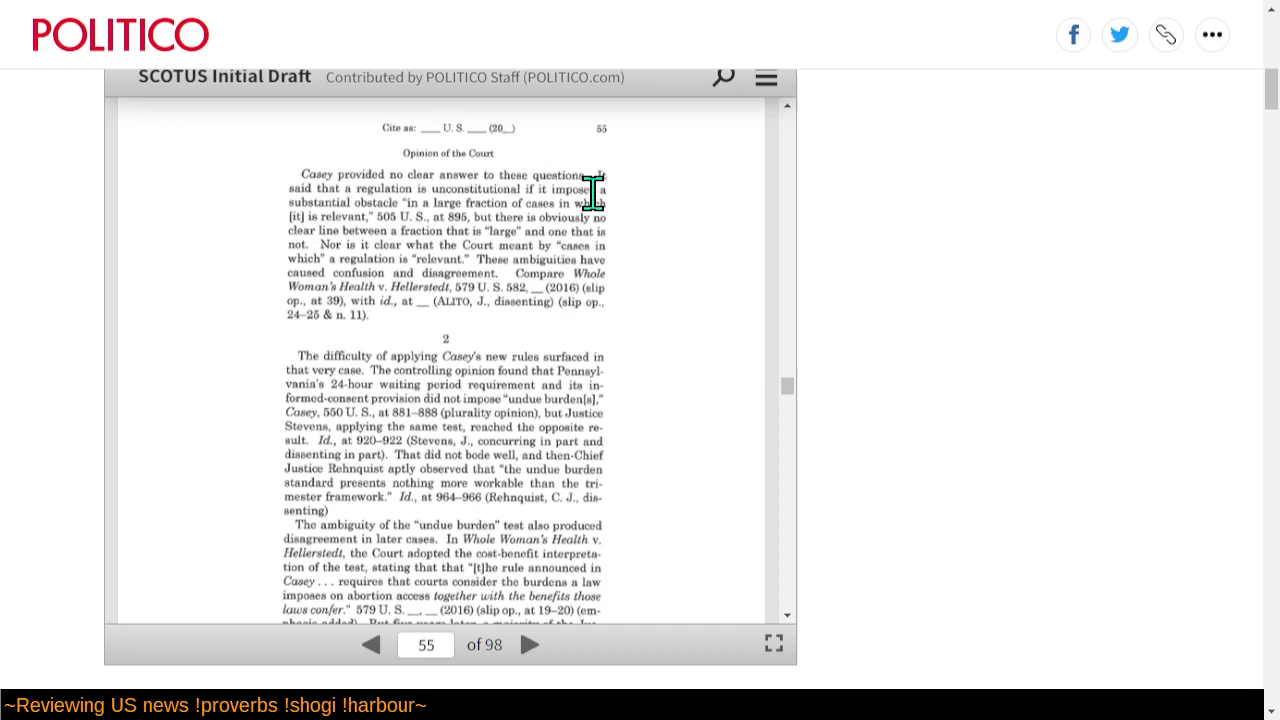 POLITICO
SCOTUS Initial Draft Contributed by POLITICO Staff (POLITICO.com)
Cite as: ___ U. S. ___ (20_) 55
Opinion of the Court
Casey provided no clear answer to these questions. It
said that a regulation is unconstitutional if it imposes a
substantial obstacle “in a large fraction of cases in which
[it] is relevant,” 505 U. S., at 895, but there is obviously no
clear line between a fraction that is “large” and one that is
not. Nor is it clear what the Court meant by “cases in
which” a regulation is “relevant.” These ambiguities have
caused confusion and disagreement. Compare Whole
Woman’s Health v. Hellerstedt, 579 U. S. 582, __ (2016) (slip
op., at 39), with id., at __ (ALITO, J., dissenting) (slip op.,
24–25 & n. 11).
2
The difficulty of applying Casey’s new rules surfaced in
that very case. The controlling opinion found that Pennsyl-
vania’s 24-hour waiting period requirement and its in-
formed-consent provision did not impose “undue burden[s],”
Casey, 550 U. S., at 881–888 (plurality opinion), but Justice
Stevens, applying the same test, reached the opposite re-
sult. Id., at 920–922 (Stevens, J., concurring in part and
dissenting in part). That did not bode well, and then-Chief
Justice Rehnquist aptly observed that “the undue burden
standard presents nothing more workable than the tri-
mester framework.” Id., at 964–966 (Rehnquist, C. J., dis-
senting)
The ambiguity of the “undue burden” test also produced
disagreement in later cases. In Whole Woman’s Health v.
Hellerstedt, the Court adopted the cost-benefit interpreta-
tion of the test, stating that that “[t]he rule announced in
Casey . . . requires that courts consider the burdens a law
imposes on abortion access together with the benefits those
laws confer.” 579 U. S. __, __ (2016) (slip op., at 19–20) (em-
55 of 98
~Reviewing US news !proverbs !shogi !harbour~